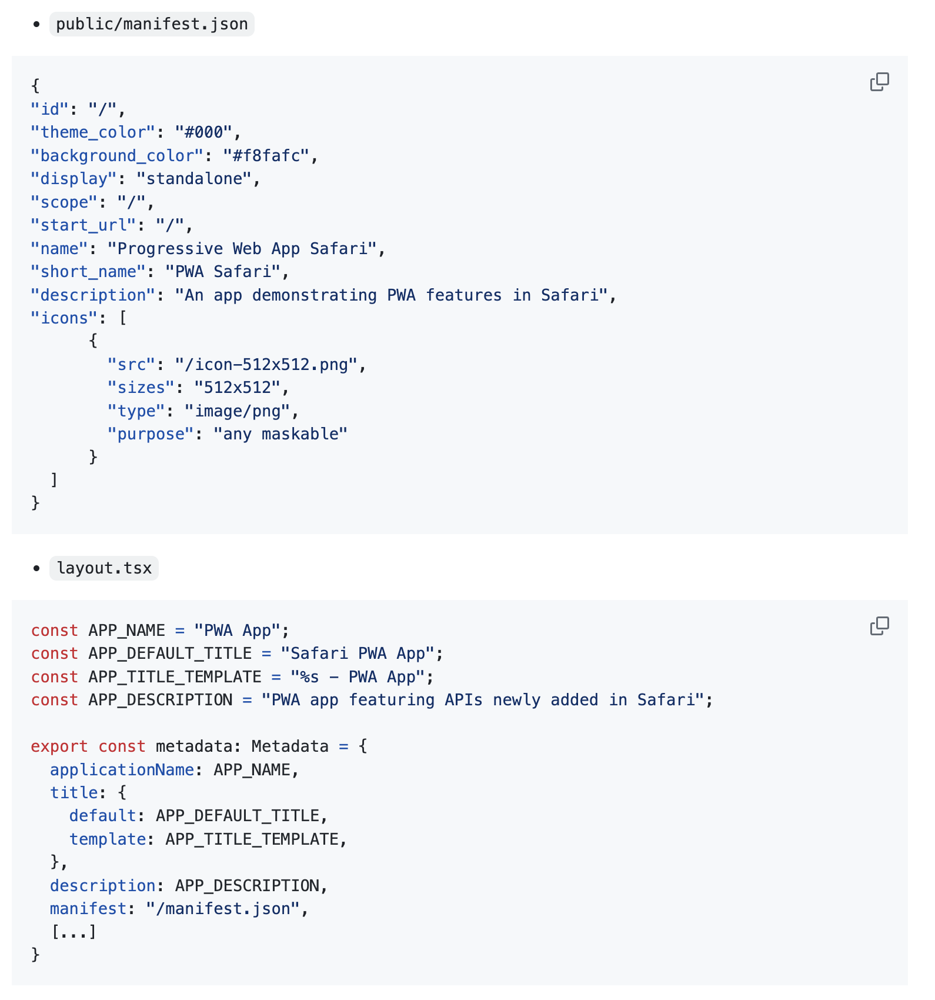 • public/manifest.json
{
"id": "/",
"theme_color": "#000",
"background_color": "#f8fafc",
"display": "standalone",
"scope": "/",
"start_url": "/",
"name": "Progressive Web App Safari",
"short_name": "PWA Safari",
"description": "An app demonstrating PWA features in Safari",
"icons": [
      {
        "src": "/icon-512x512.png",
        "sizes": "512x512",
        "type": "image/png",
        "purpose": "any maskable"
      }
  ]
}
• layout.tsx
const APP_NAME = "PWA App";
const APP_DEFAULT_TITLE = "Safari PWA App";
const APP_TITLE_TEMPLATE = "%s - PWA App";
const APP_DESCRIPTION = "PWA app featuring APIs newly added in Safari";

export const metadata: Metadata = {
  applicationName: APP_NAME,
  title: {
    default: APP_DEFAULT_TITLE,
    template: APP_TITLE_TEMPLATE,
  },
  description: APP_DESCRIPTION,
  manifest: "/manifest.json",
  [...]
}